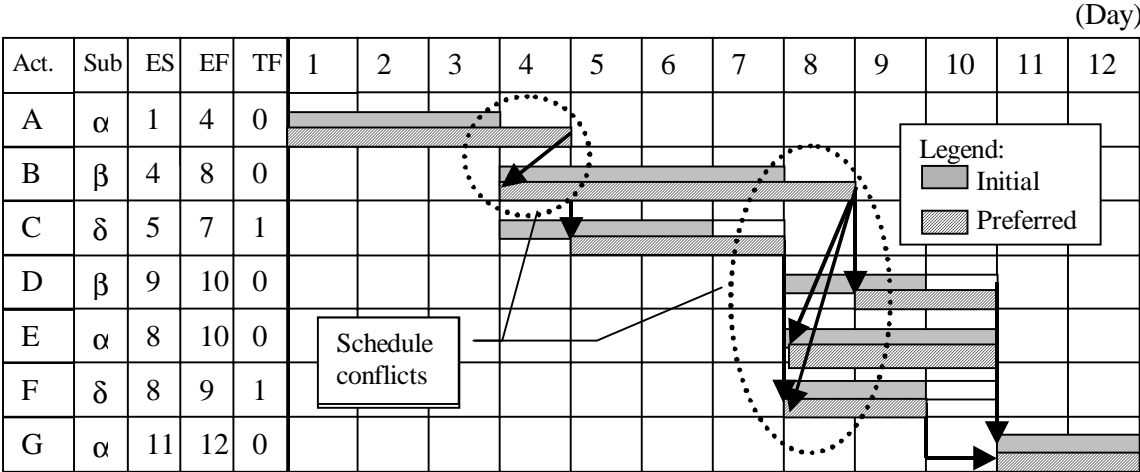 (Day)
Act. Sub ES EF TF 1 2 3 4 5 6 7 8 9 10 11 12
A α 1 4 0
B β 4 8 0
C δ 5 7 1
D β 9 10 0
E α 8 10 0
F δ 8 9 1
G α 11 12 0
Legend:
Initial
Preferred
Schedule
conflicts